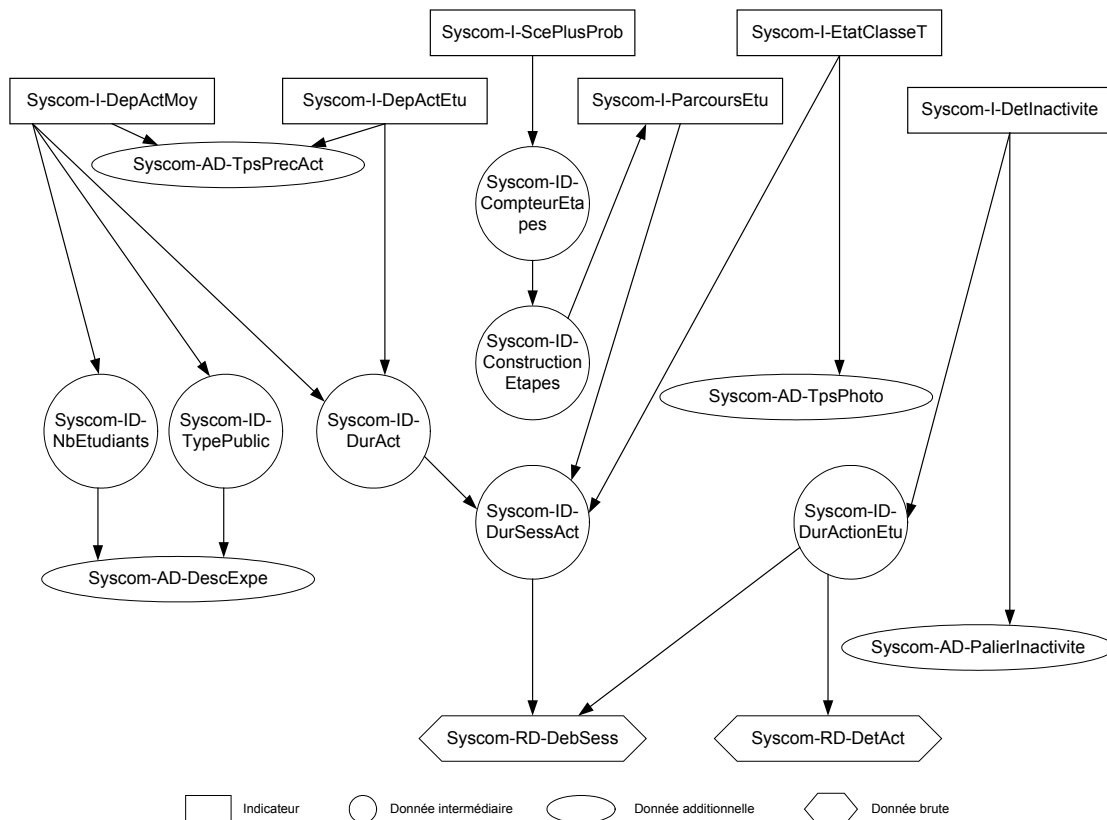 Syscom-I-ScePlusProb
Syscom-I-EtatClasseT
Syscom-I-DepActMoy
Syscom-I-DepActEtu
Syscom-I-ParcoursEtu
Syscom-I-DetInactivite
Syscom-AD-TpsPrecAct
Syscom-ID-
CompteurEta
pes
Syscom-ID-
Construction
Etapes
Syscom-AD-TpsPhoto
Syscom-ID-
NbEtudiants
Syscom-ID-
TypePublic
Syscom-ID-
DurAct
Syscom-ID-
DurSessAct
Syscom-ID-
DurActionEtu
Syscom-AD-DescExpe
Syscom-AD-PalierInactivite
Syscom-RD-DebSess
Syscom-RD-DetAct
Indicateur
Donnée intermédiaire
Donnée additionnelle
Donnée brute